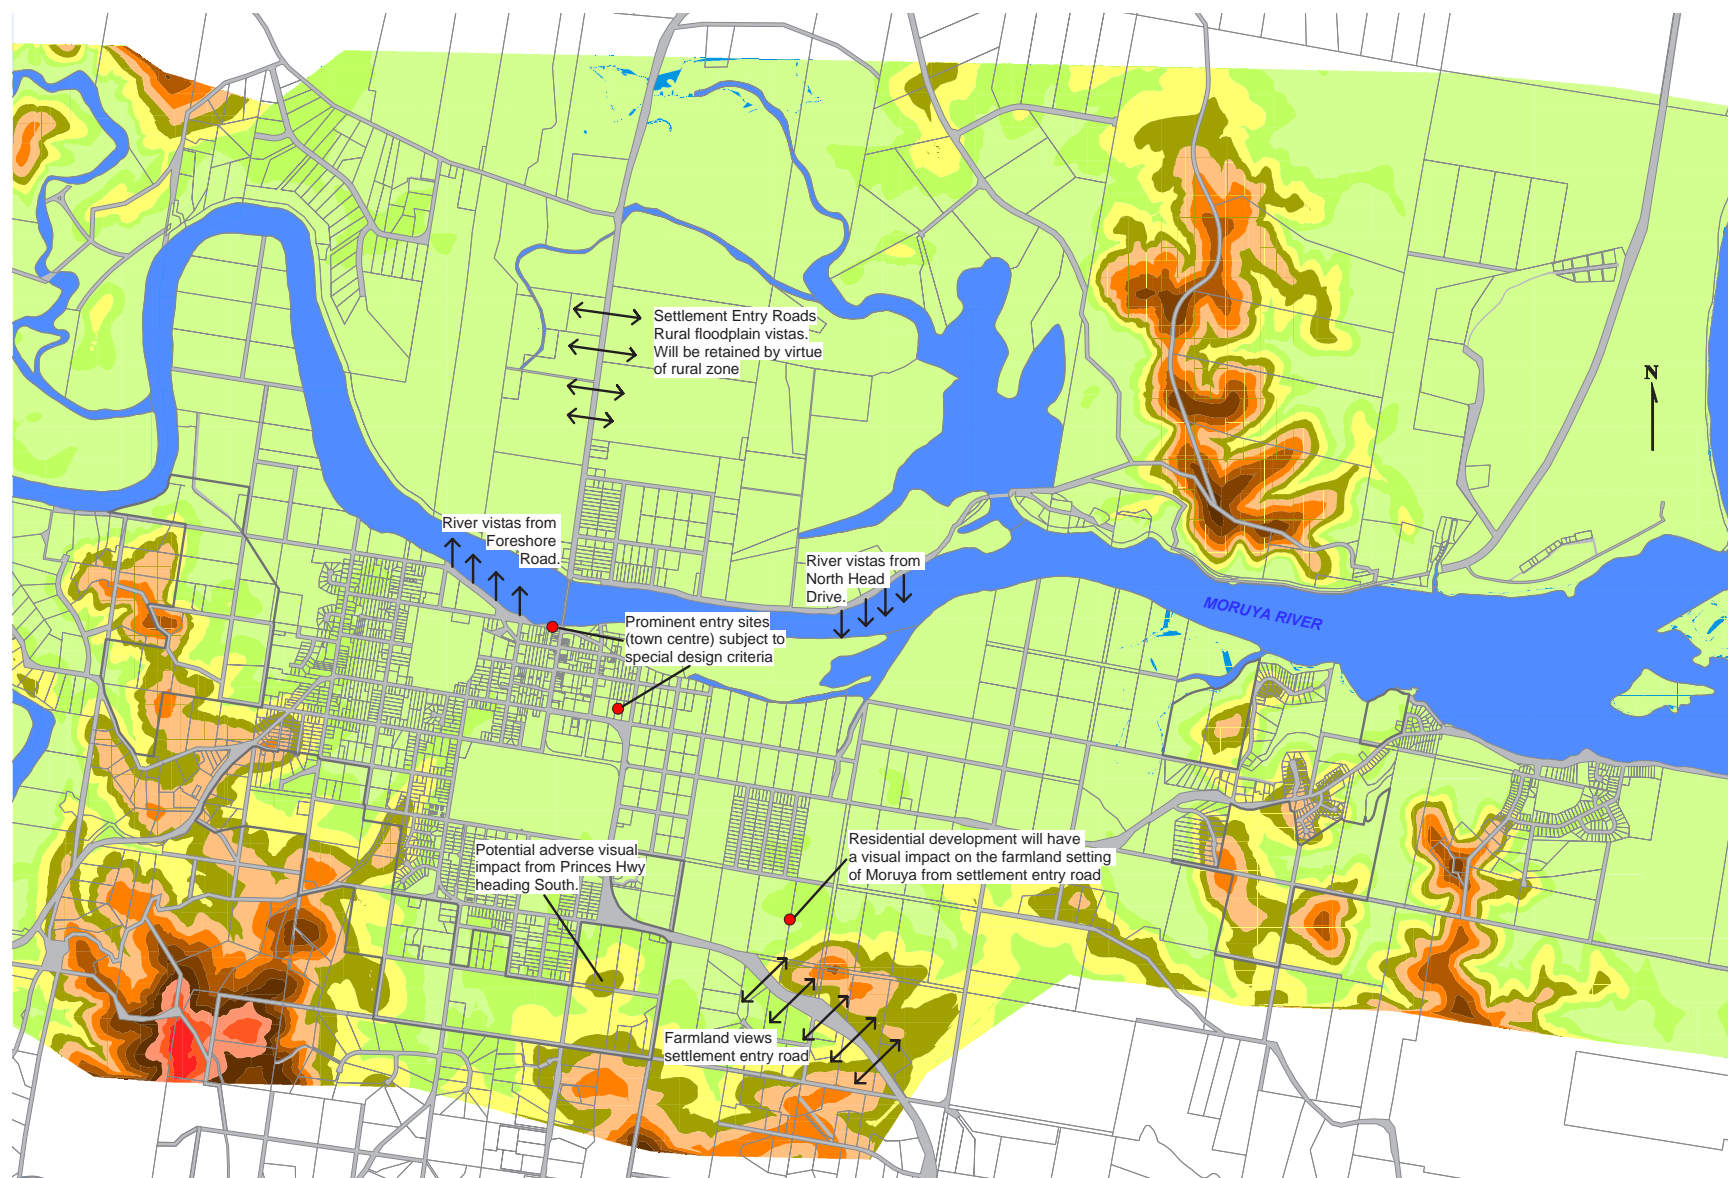 Settlement Entry Roads
Rural floodplain vistas.
Will be retained by virtue
of rural zone
N
River vistas from
Foreshore
Road.
River vistas from
North Head
Drive.
MORUYA RIVER
Prominent entry sites
(town centre) subject to
special design criteria
Residential development will have
a visual impact on the farmland setting
of Moruya from settlement entry road
Potential adverse visual
impact from Princes Hwy
heading South.
Farmland views
settlement entry road